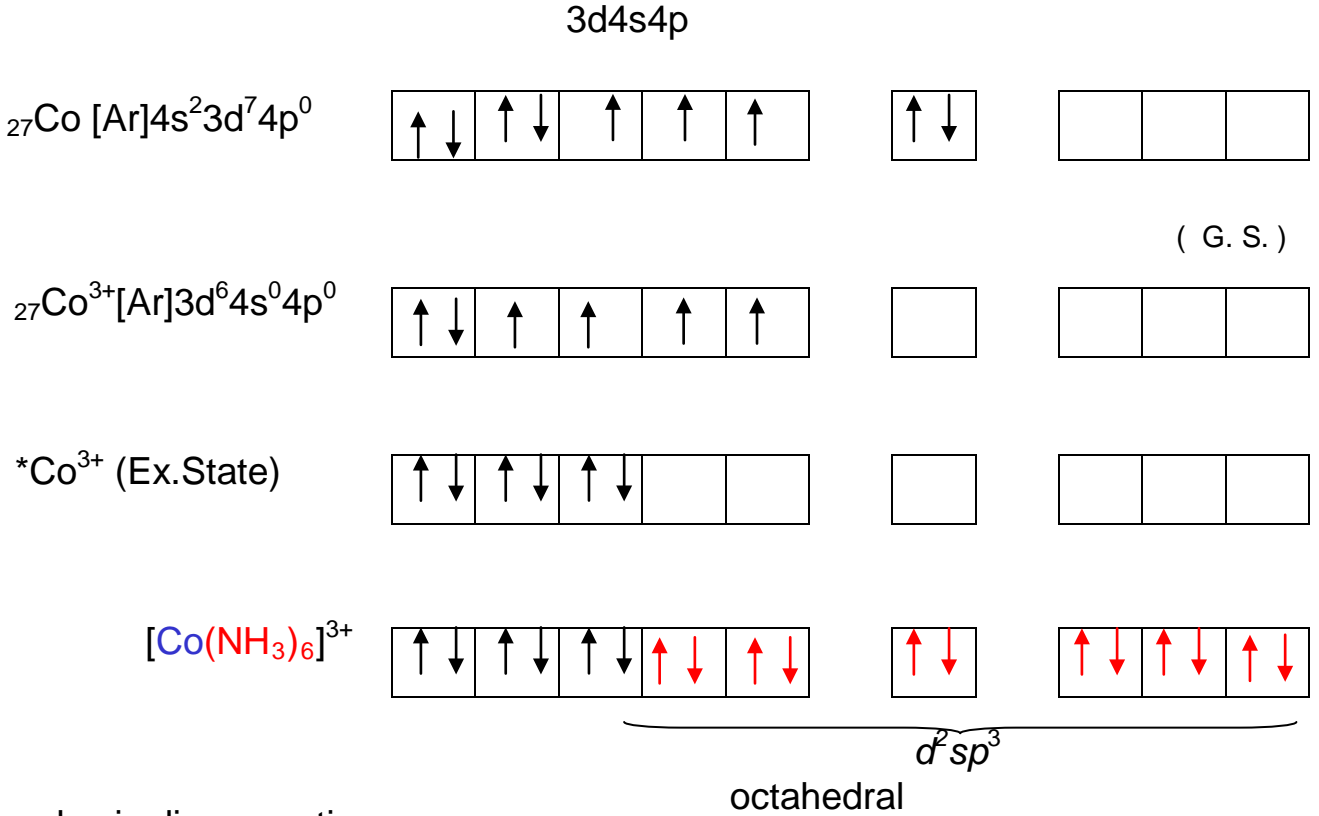 3d4s4p
₂₇Co [Ar]4s²3d⁷4p⁰
( G. S. )
₂₇Co³⁺[Ar]3d⁶4s⁰4p⁰
*Co³⁺ (Ex.State)
[Co(NH₃)₆]³⁺
d²sp³
octahedral